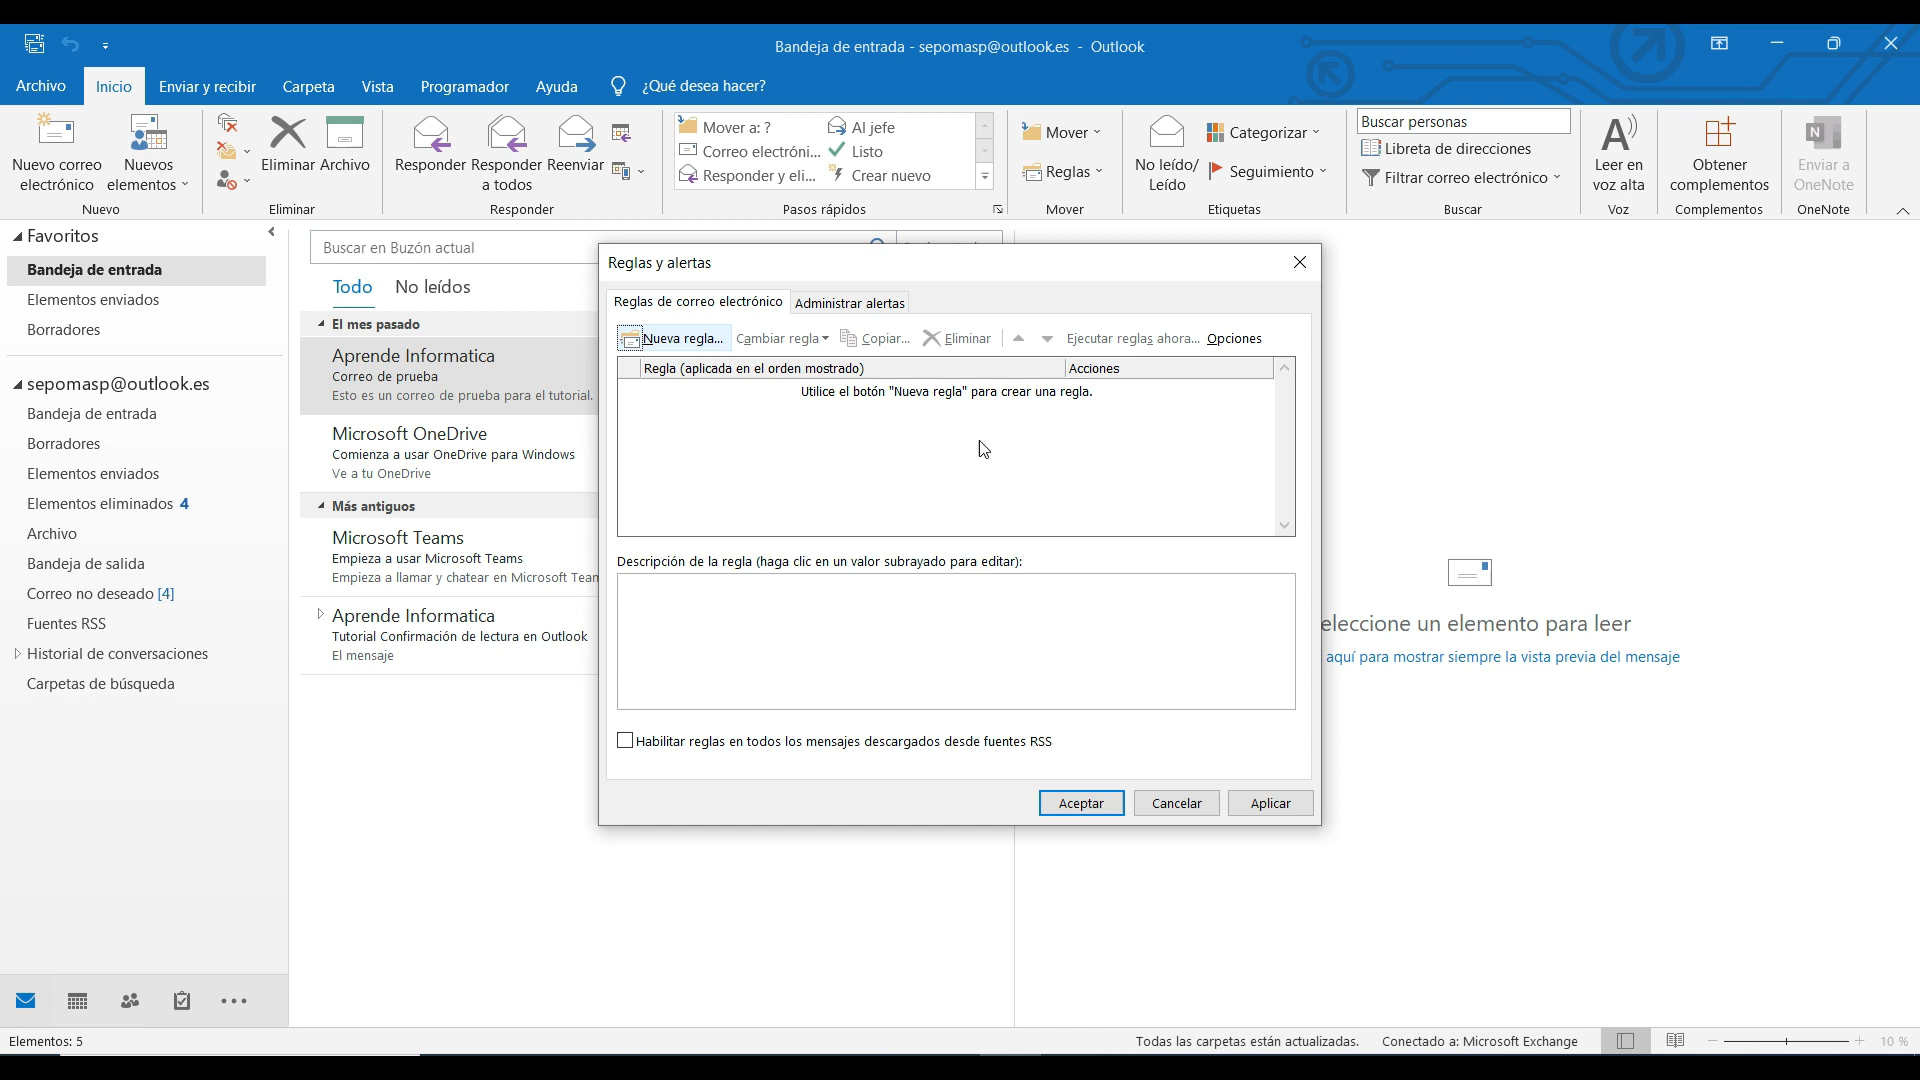 Bandeja de entrada - sepomasp@outlook.es - Outlook
Archivo Inicio Enviar y recibir Carpeta Vista Programador Ayuda ¿Qué desea hacer?
Nuevo correo electrónico
Nuevos elementos
Nuevo
Eliminar Archivo
Eliminar
Responder Responder a todos Reenviar
Responder
Mover a: ? Al jefe
Correo electróni... Listo
Responder y eli... Crear nuevo
Pasos rápidos
Mover
Reglas
Mover
No leído/ Leído
Categorizar
Seguimiento
Etiquetas
Buscar personas
Libreta de direcciones
Filtrar correo electrónico
Buscar
Leer en voz alta
Voz
Obtener complementos
Complementos
Enviar a OneNote
OneNote
Favoritos
Bandeja de entrada
Elementos enviados
Borradores
sepomasp@outlook.es
Bandeja de entrada
Borradores
Elementos enviados
Elementos eliminados 4
Archivo
Bandeja de salida
Correo no deseado [4]
Fuentes RSS
Historial de conversaciones
Carpetas de búsqueda
Buscar en Buzón actual
Todo No leídos
El mes pasado
Aprende Informatica
Correo de prueba
Esto es un correo de prueba para el tutorial.
Microsoft OneDrive
Comienza a usar OneDrive para Windows
Ve a tu OneDrive
Más antiguos
Microsoft Teams
Empieza a usar Microsoft Teams
Empieza a llamar y chatear en Microsoft Tean
Aprende Informatica
Tutorial Confirmación de lectura en Outlook
El mensaje
Reglas y alertas
Reglas de correo electrónico Administrar alertas
Nueva regla... Cambiar regla Copiar... Eliminar Ejecutar reglas ahora... Opciones
Regla (aplicada en el orden mostrado) Acciones
Utilice el botón "Nueva regla" para crear una regla.
Descripción de la regla (haga clic en un valor subrayado para editar):
Habilitar reglas en todos los mensajes descargados desde fuentes RSS
Aceptar Cancelar Aplicar
eleccione un elemento para leer
aquí para mostrar siempre la vista previa del mensaje
Elementos: 5
Todas las carpetas están actualizadas. Conectado a: Microsoft Exchange 10 %